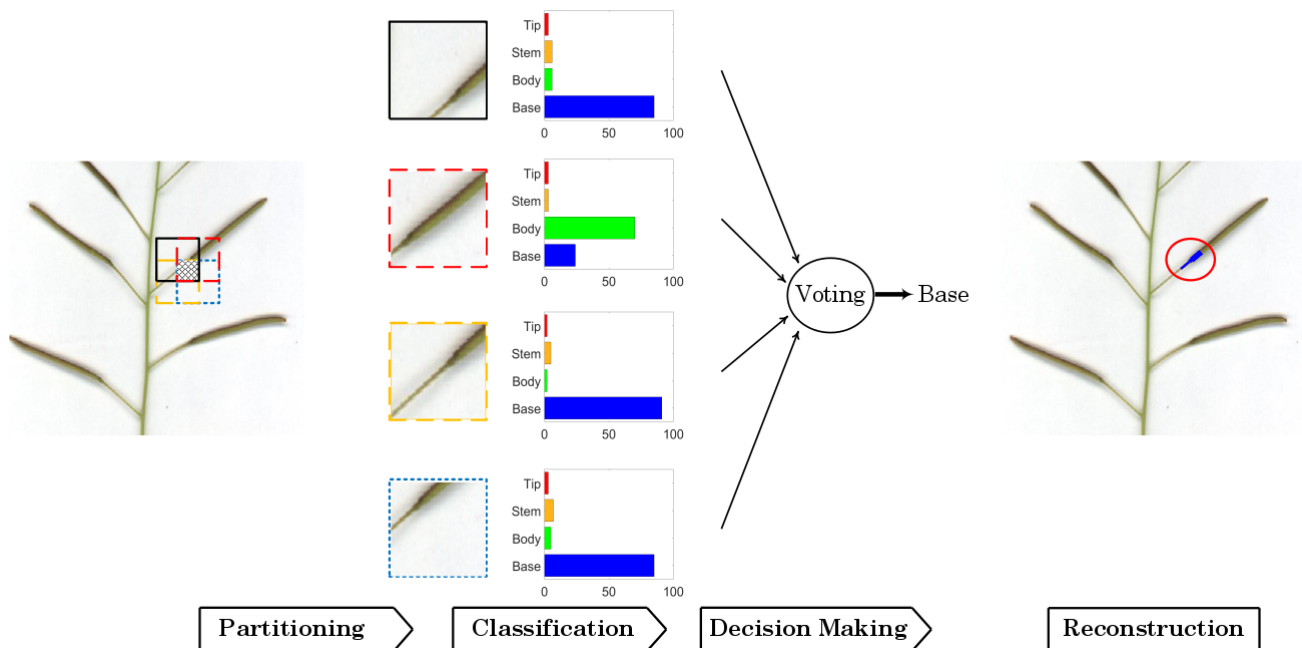 Tip
Stem
Body
Base
0 50 100
Tip
Stem
Body
Base
0 50 100
Tip
Stem
Body
Base
0 50 100
Tip
Stem
Body
Base
0 50 100
Voting
Base
Partitioning
Classification
Decision Making
Reconstruction